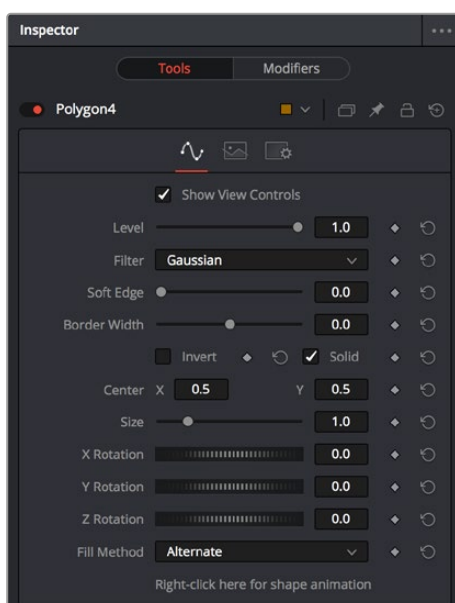 Inspector
Tools Modifiers
Polygon4
Show View Controls
Level 1.0
Filter Gaussian
Soft Edge 0.0
Border Width 0.0
Invert Solid
Center X 0.5 Y 0.5
Size 1.0
X Rotation 0.0
Y Rotation 0.0
Z Rotation 0.0
Fill Method Alternate
Right-click here for shape animation